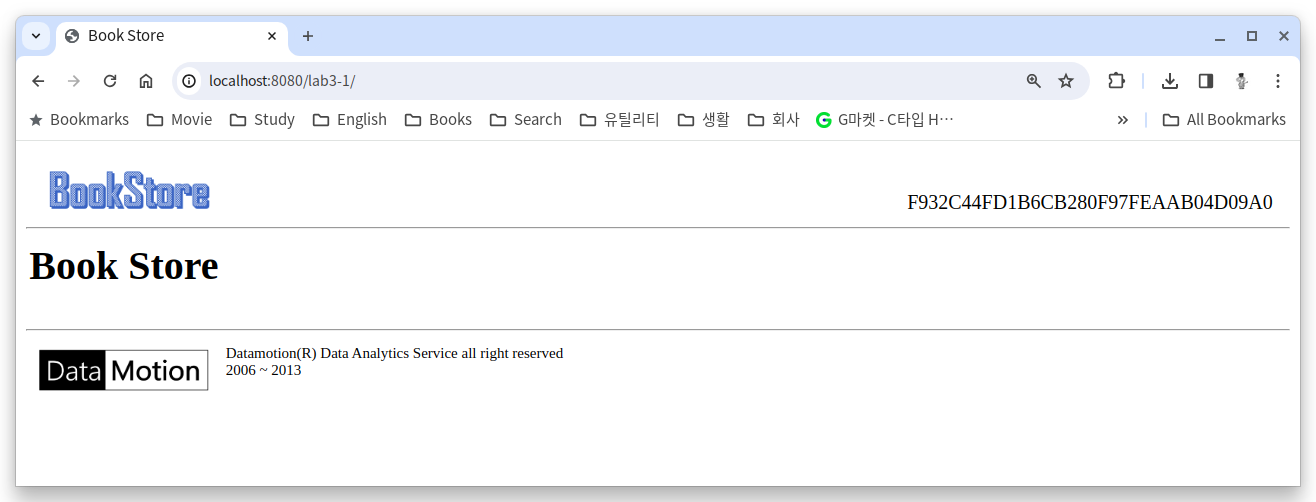 Book Store
localhost:8080/lab3-1/
Bookmarks Movie Study English Books Search 유틸리티 생활 회사 G마켓 - C타입 H··· » All Bookmarks
BookStore
F932C44FD1B6CB280F97FEAAB04D09A0
Book Store
Data Motion
Datamotion(R) Data Analytics Service all right reserved
2006 ~ 2013